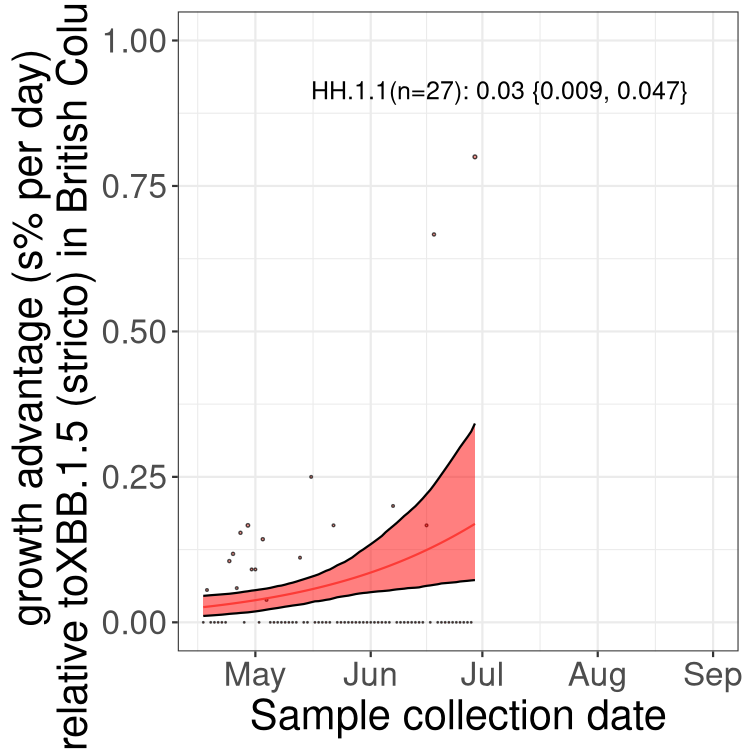 growth advantage (s% per day)
relative toXBB.1.5 (stricto) in British Colu
1.00
0.75
0.50
0.25
0.00
HH.1.1(n=27): 0.03 {0.009, 0.047}
May Jun Jul Aug Sep
Sample collection date